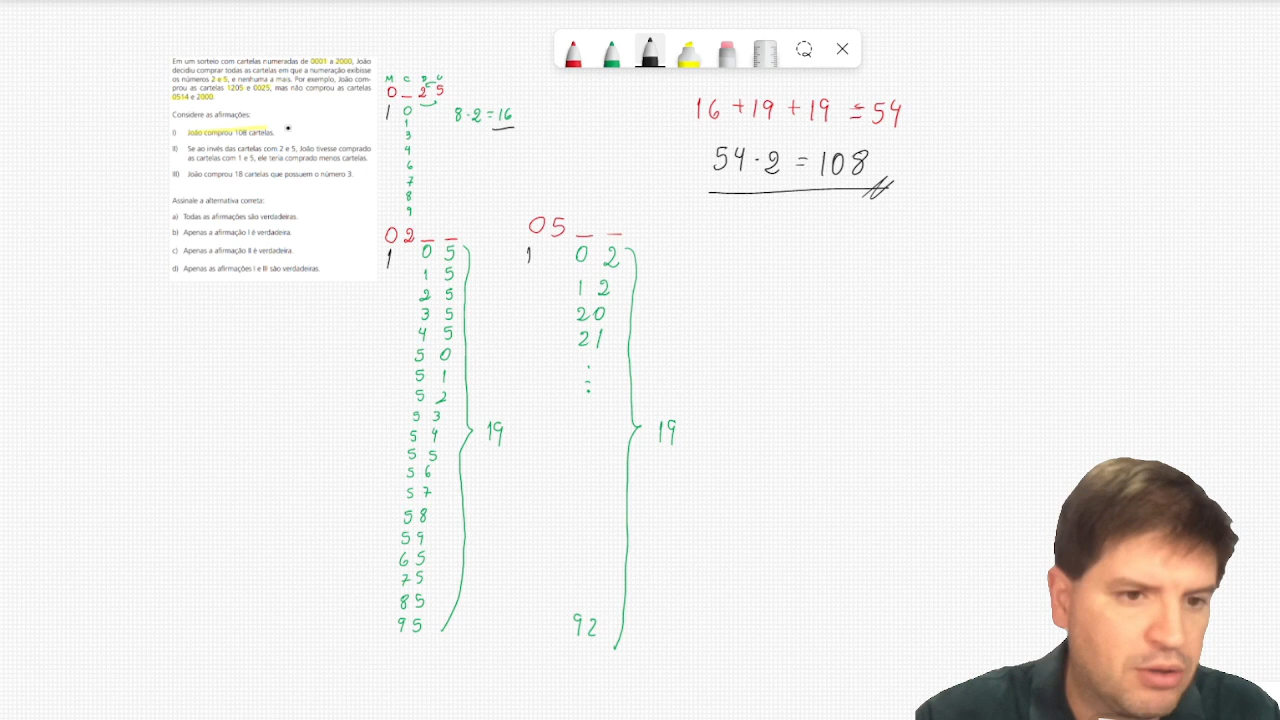 Em um sorteio com cartelas numeradas de 0001 a 2000, João
decidiu comprar todas as cartelas em que a numeração exibisse
os números 2 e 5, e nenhuma a mais. Por exemplo, João com-
prou as cartelas 1205 e 0025, mas não comprou as cartelas
0514 e 2000.
Considere as afirmações:
I) João comprou 108 cartelas.
II) Se ao invés das cartelas com 2 e 5, João tivesse comprado
as cartelas com 1 e 5, ele teria comprado menos cartelas.
III) João comprou 18 cartelas que possuem o número 3.
Assinale a alternativa correta:
a) Todas as afirmações são verdadeiras.
b) Apenas a afirmação I é verdadeira.
c) Apenas a afirmação II é verdadeira
d) Apenas as afirmações I e III são verdadeiras.
M C D U
0 _ 2 5
1 0
1
3
4
6
7
8
9
8 · 2 = 16
0 2 _ _
1 0 5
1 5
2 5
3 5
4 5
5 0
5 1
5 2
5 3
5 4
5 5
5 6
5 7
5 8
5 9
6 5
7 5
8 5
9 5
19
0 5 _ _
1 0 2
1 2
2 0
2 1
9 2
19
16 + 19 + 19 = 54
54 · 2 = 108